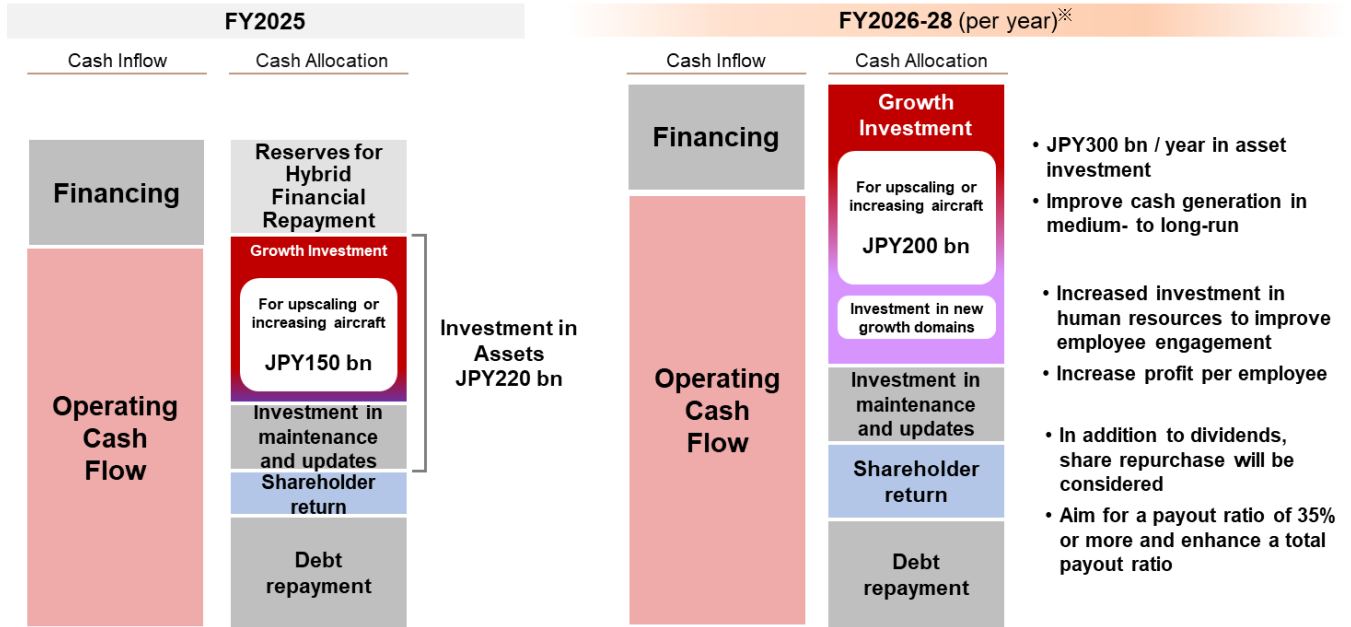 FY2025
Cash Inflow
Cash Allocation
Financing
Operating
Cash
Flow
Reserves for
Hybrid
Financial
Repayment
Growth Investment
For upscaling or
increasing aircraft
JPY150 bn
Investment in
maintenance
and updates
Shareholder
return
Debt
repayment
Investment in
Assets
JPY220 bn
FY2026-28 (per year)※
Cash Inflow
Cash Allocation
Financing
Operating
Cash
Flow
Growth
Investment
For upscaling or
increasing aircraft
JPY200 bn
Investment in new
growth domains
Investment in
maintenance
and updates
Shareholder
return
Debt
repayment
• JPY300 bn / year in asset
investment
• Improve cash generation in
medium- to long-run
• Increased investment in
human resources to improve
employee engagement
• Increase profit per employee
• In addition to dividends,
share repurchase will be
considered
• Aim for a payout ratio of 35%
or more and enhance a total
payout ratio